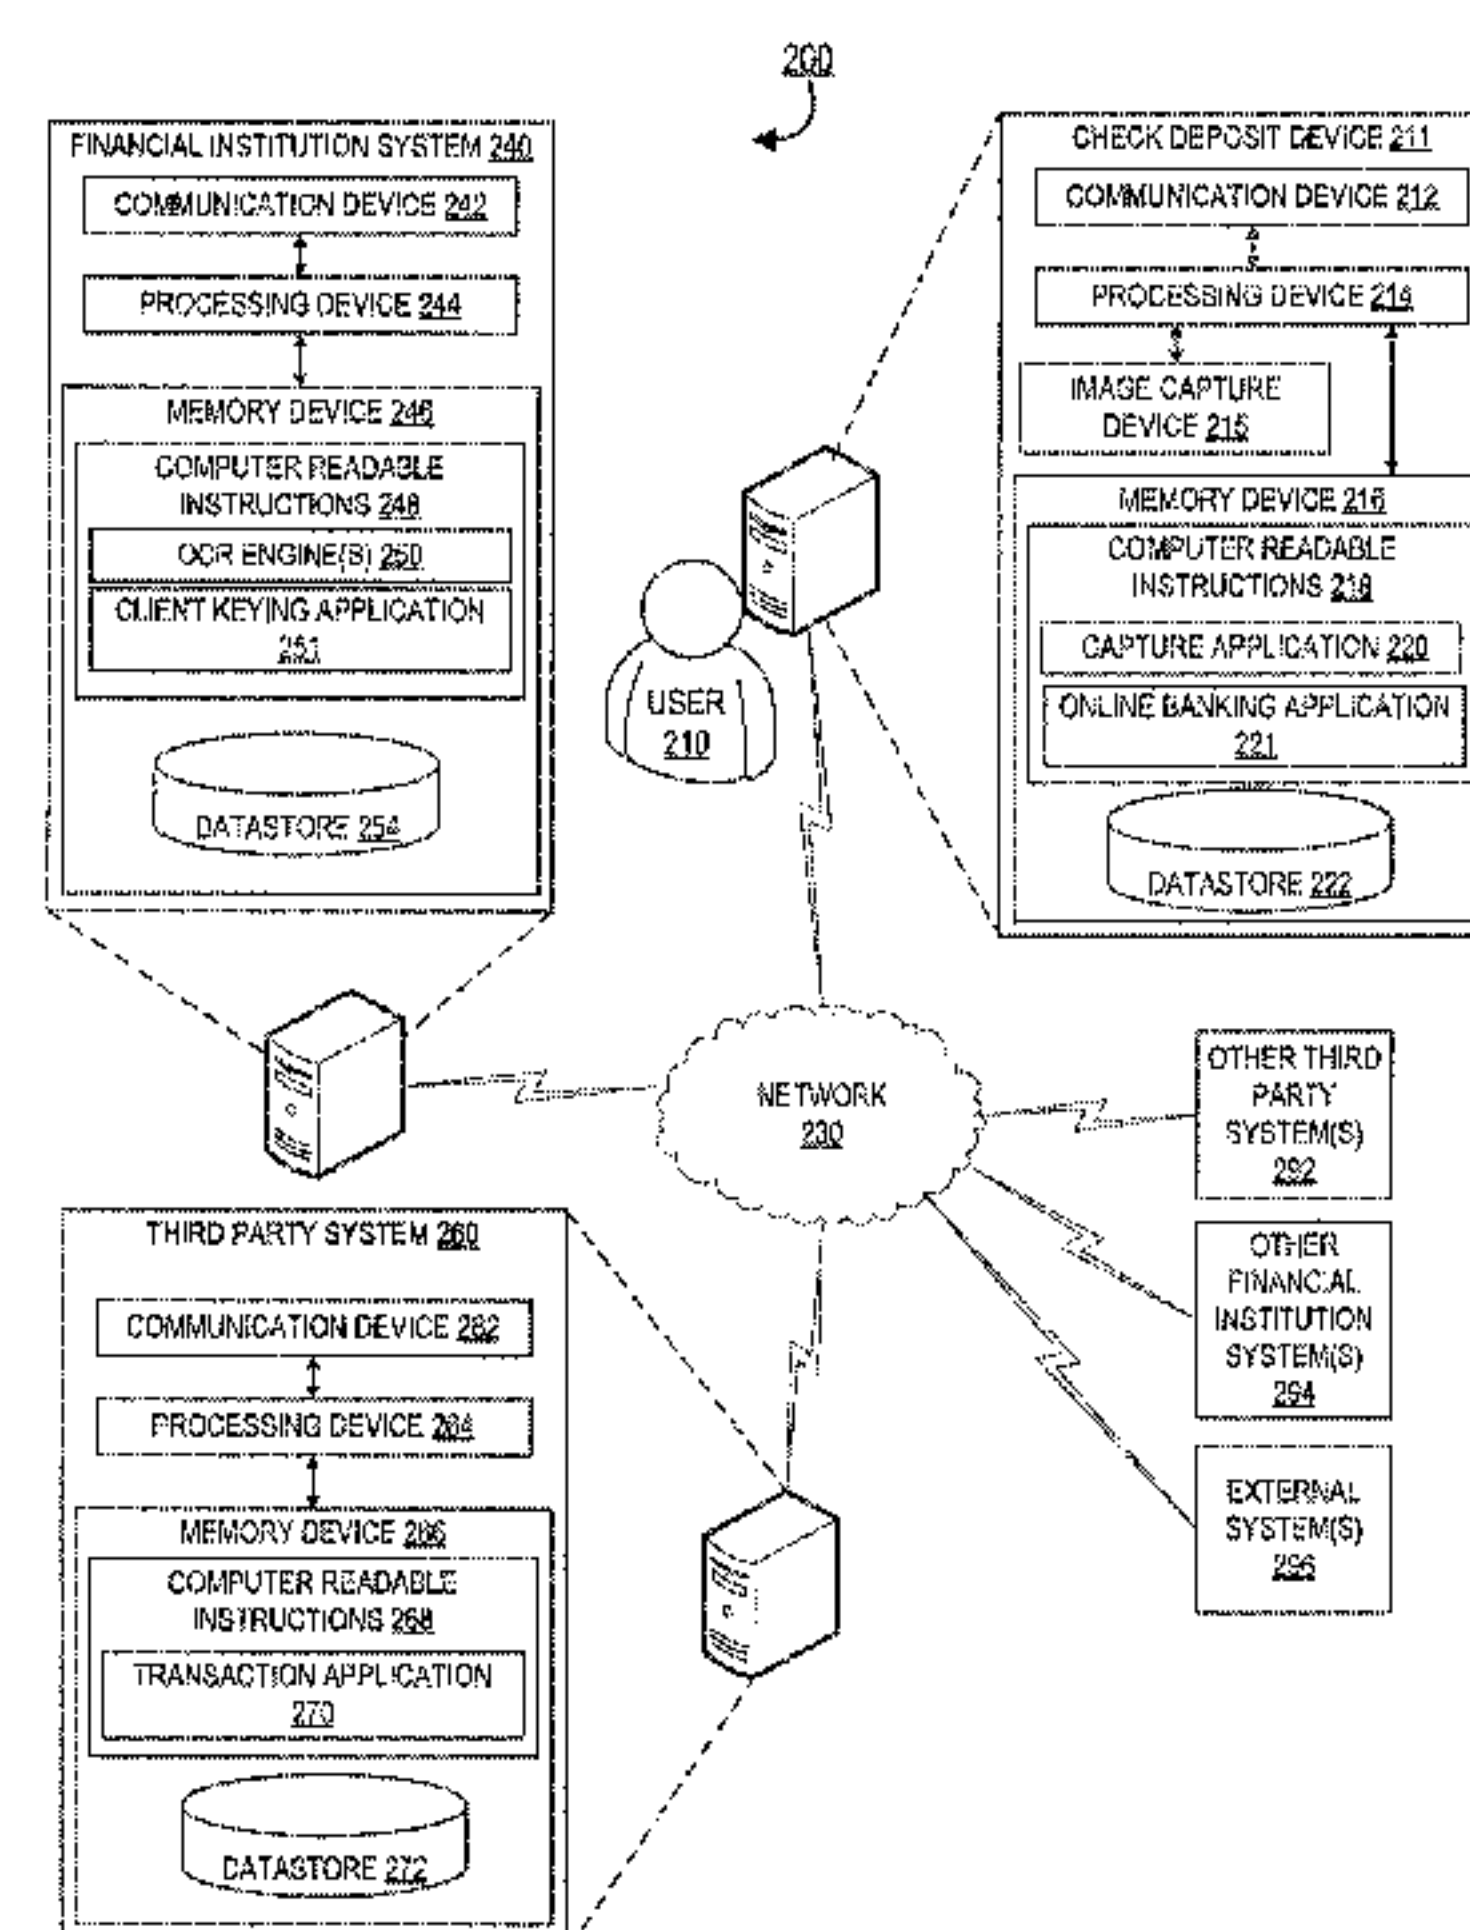 200
FINANCIAL INSTITUTION SYSTEM 240
COMMUNICATION DEVICE 242
PROCESSING DEVICE 244
MEMORY DEVICE 246
COMPUTER READABLE
INSTRUCTIONS 248
OCR ENGINE(S) 250
CLIENT KEYING APPLICATION
251
DATASTORE 254
CHECK DEPOSIT DEVICE 211
COMMUNICATION DEVICE 212
PROCESSING DEVICE 214
IMAGE CAPTURE
DEVICE 215
MEMORY DEVICE 216
COMPUTER READABLE
INSTRUCTIONS 218
CAPTURE APPLICATION 220
ONLINE BANKING APPLICATION
221
DATASTORE 222
USER
210
NETWORK
230
OTHER THIRD
PARTY
SYSTEM(S)
292
OTHER
FINANCIAL
INSTITUTION
SYSTEM(S)
294
EXTERNAL
SYSTEM(S)
296
THIRD PARTY SYSTEM 260
COMMUNICATION DEVICE 262
PROCESSING DEVICE 264
MEMORY DEVICE 266
COMPUTER READABLE
INSTRUCTIONS 268
TRANSACTION APPLICATION
270
DATASTORE 272